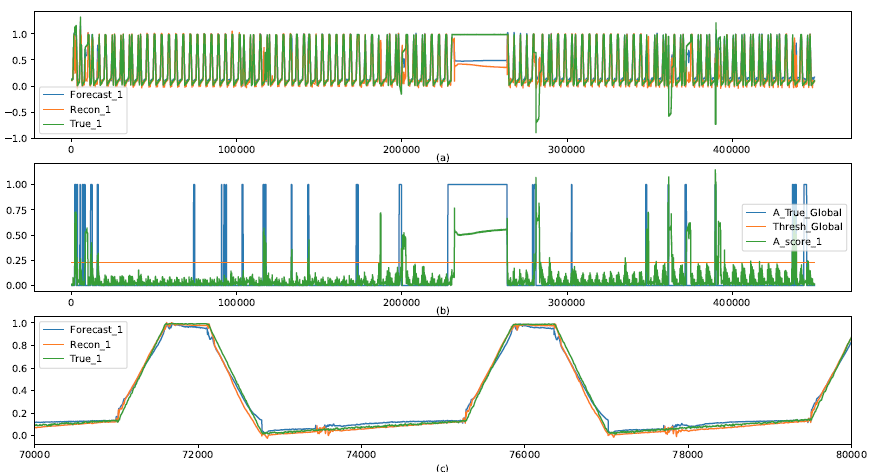 1.0
0.5
0.0
−0.5
−1.0
Forecast_1
Recon_1
True_1
0 100000 200000 300000 400000
(a)
1.00
0.75
0.50
0.25
0.00
A_True_Global
Thresh_Global
A_score_1
0 100000 200000 300000 400000
(b)
1.0
0.8
0.6
0.4
0.2
0.0
Forecast_1
Recon_1
True_1
70000 72000 74000 76000 78000 80000
(c)